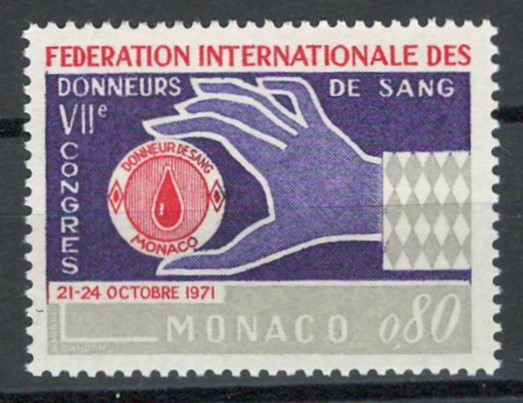 FEDERATION INTERNATIONALE DES
DONNEURS DE SANG
VIIe
CONGRES
DONNEUR DE SANG
MONACO
21-24 OCTOBRE 1971
MONACO 0,80